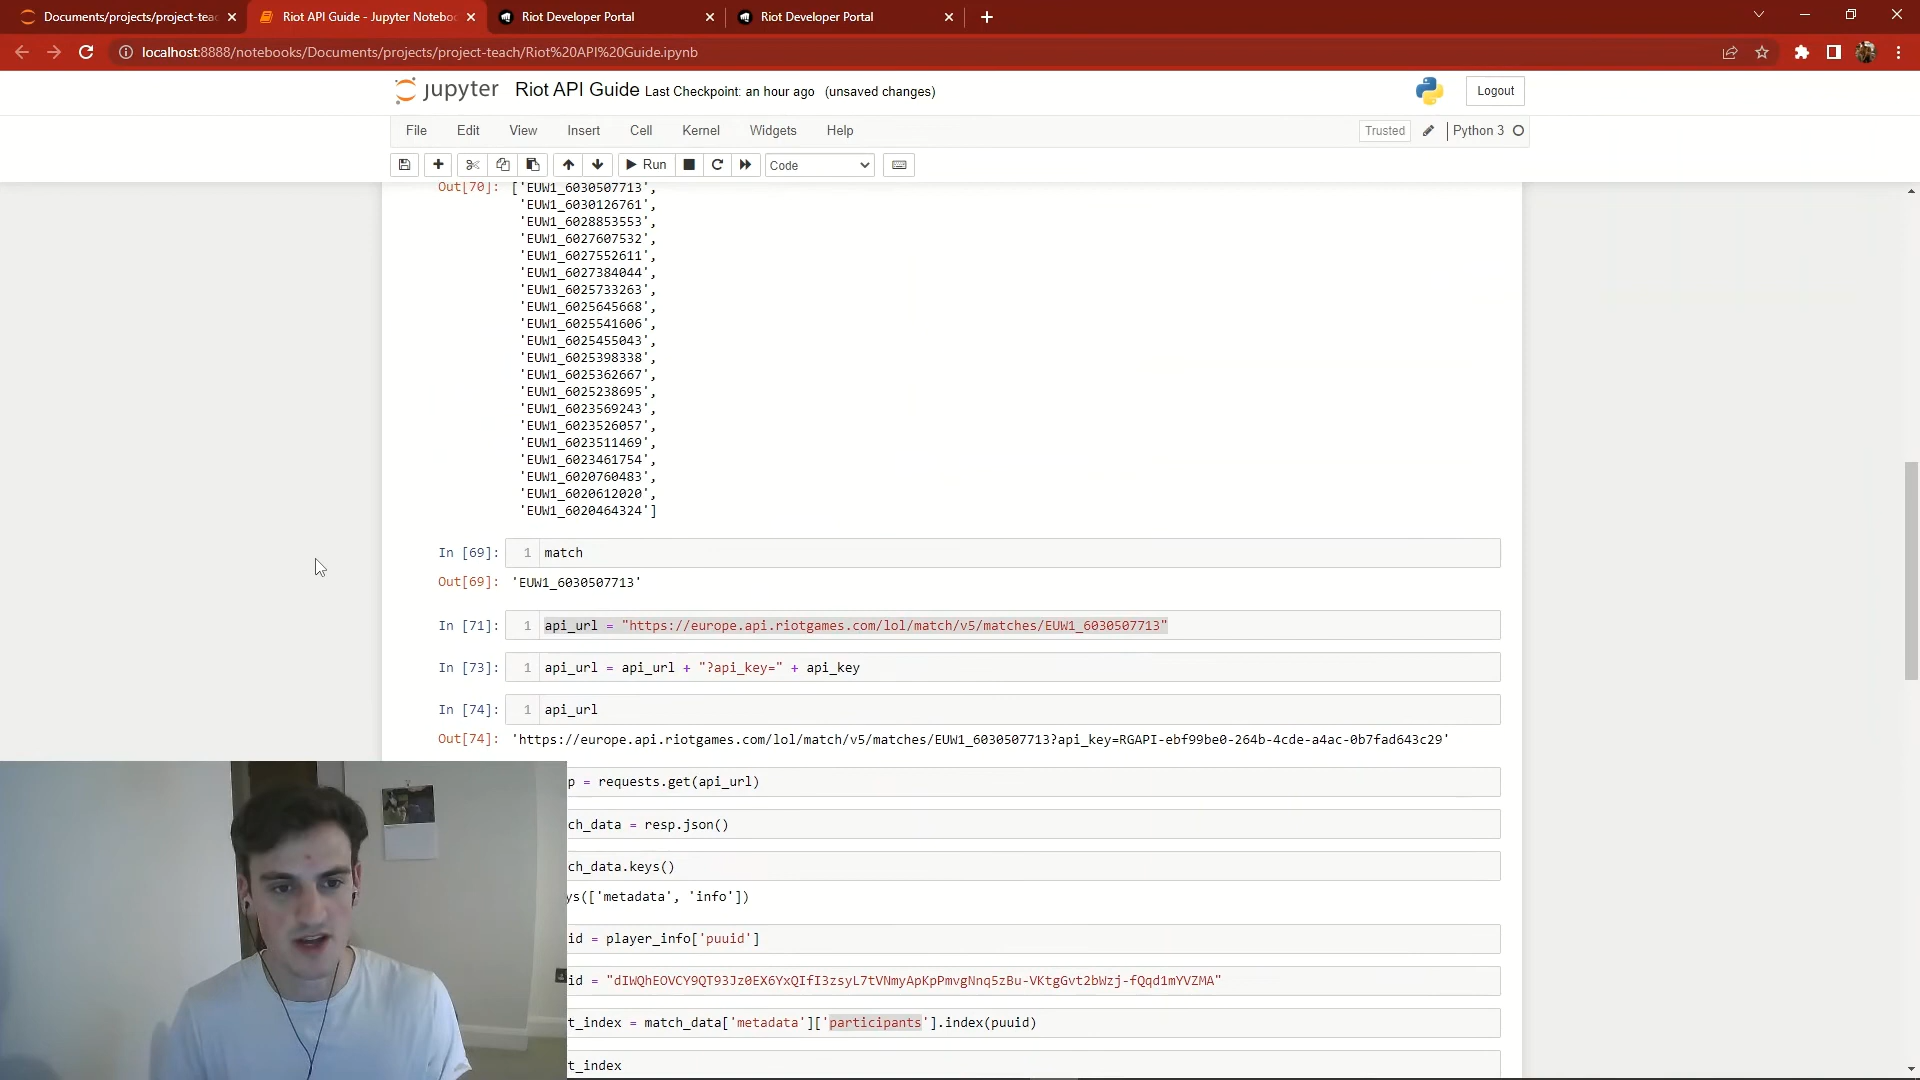 Documents/projects/project-teac
Riot API Guide - Jupyter Noteboo
Riot Developer Portal
Riot Developer Portal
localhost:8888/notebooks/Documents/projects/project-teach/Riot%20API%20Guide.ipynb
jupyter Riot API Guide Last Checkpoint: an hour ago (unsaved changes)
Logout
File Edit View Insert Cell Kernel Widgets Help
Trusted
Python 3
Run
Code
Out[70]: ['EUW1_6030507713',
'EUW1_6030126761',
'EUW1_6028853553',
'EUW1_6027607532',
'EUW1_6027552611',
'EUW1_6027384044',
'EUW1_6025733263',
'EUW1_6025645668',
'EUW1_6025541606',
'EUW1_6025455043',
'EUW1_6025398338',
'EUW1_6025362667',
'EUW1_6025238695',
'EUW1_6023569243',
'EUW1_6023526057',
'EUW1_6023511469',
'EUW1_6023461754',
'EUW1_6020760483',
'EUW1_6020612020',
'EUW1_6020464324']
In [69]: 1 match
Out[69]: 'EUW1_6030507713'
In [71]: 1 api_url = "https://europe.api.riotgames.com/lol/match/v5/matches/EUW1_6030507713"
In [73]: 1 api_url = api_url + "?api_key=" + api_key
In [74]: 1 api_url
Out[74]: 'https://europe.api.riotgames.com/lol/match/v5/matches/EUW1_6030507713?api_key=RGAPI-ebf99be0-264b-4cde-a4ac-0b7fad643c29'
p = requests.get(api_url)
ch_data = resp.json()
ch_data.keys()
ys(['metadata', 'info'])
id = player_info['puuid']
id = "dIWQhEOVCY9QT93Jz0EX6YxQIfI3zsyL7tVNmyApKpPmvgNnq5zBu-VKtgGvt2bWzj-fQqd1mYVZMA"
t_index = match_data['metadata']['participants'].index(puuid)
t_index